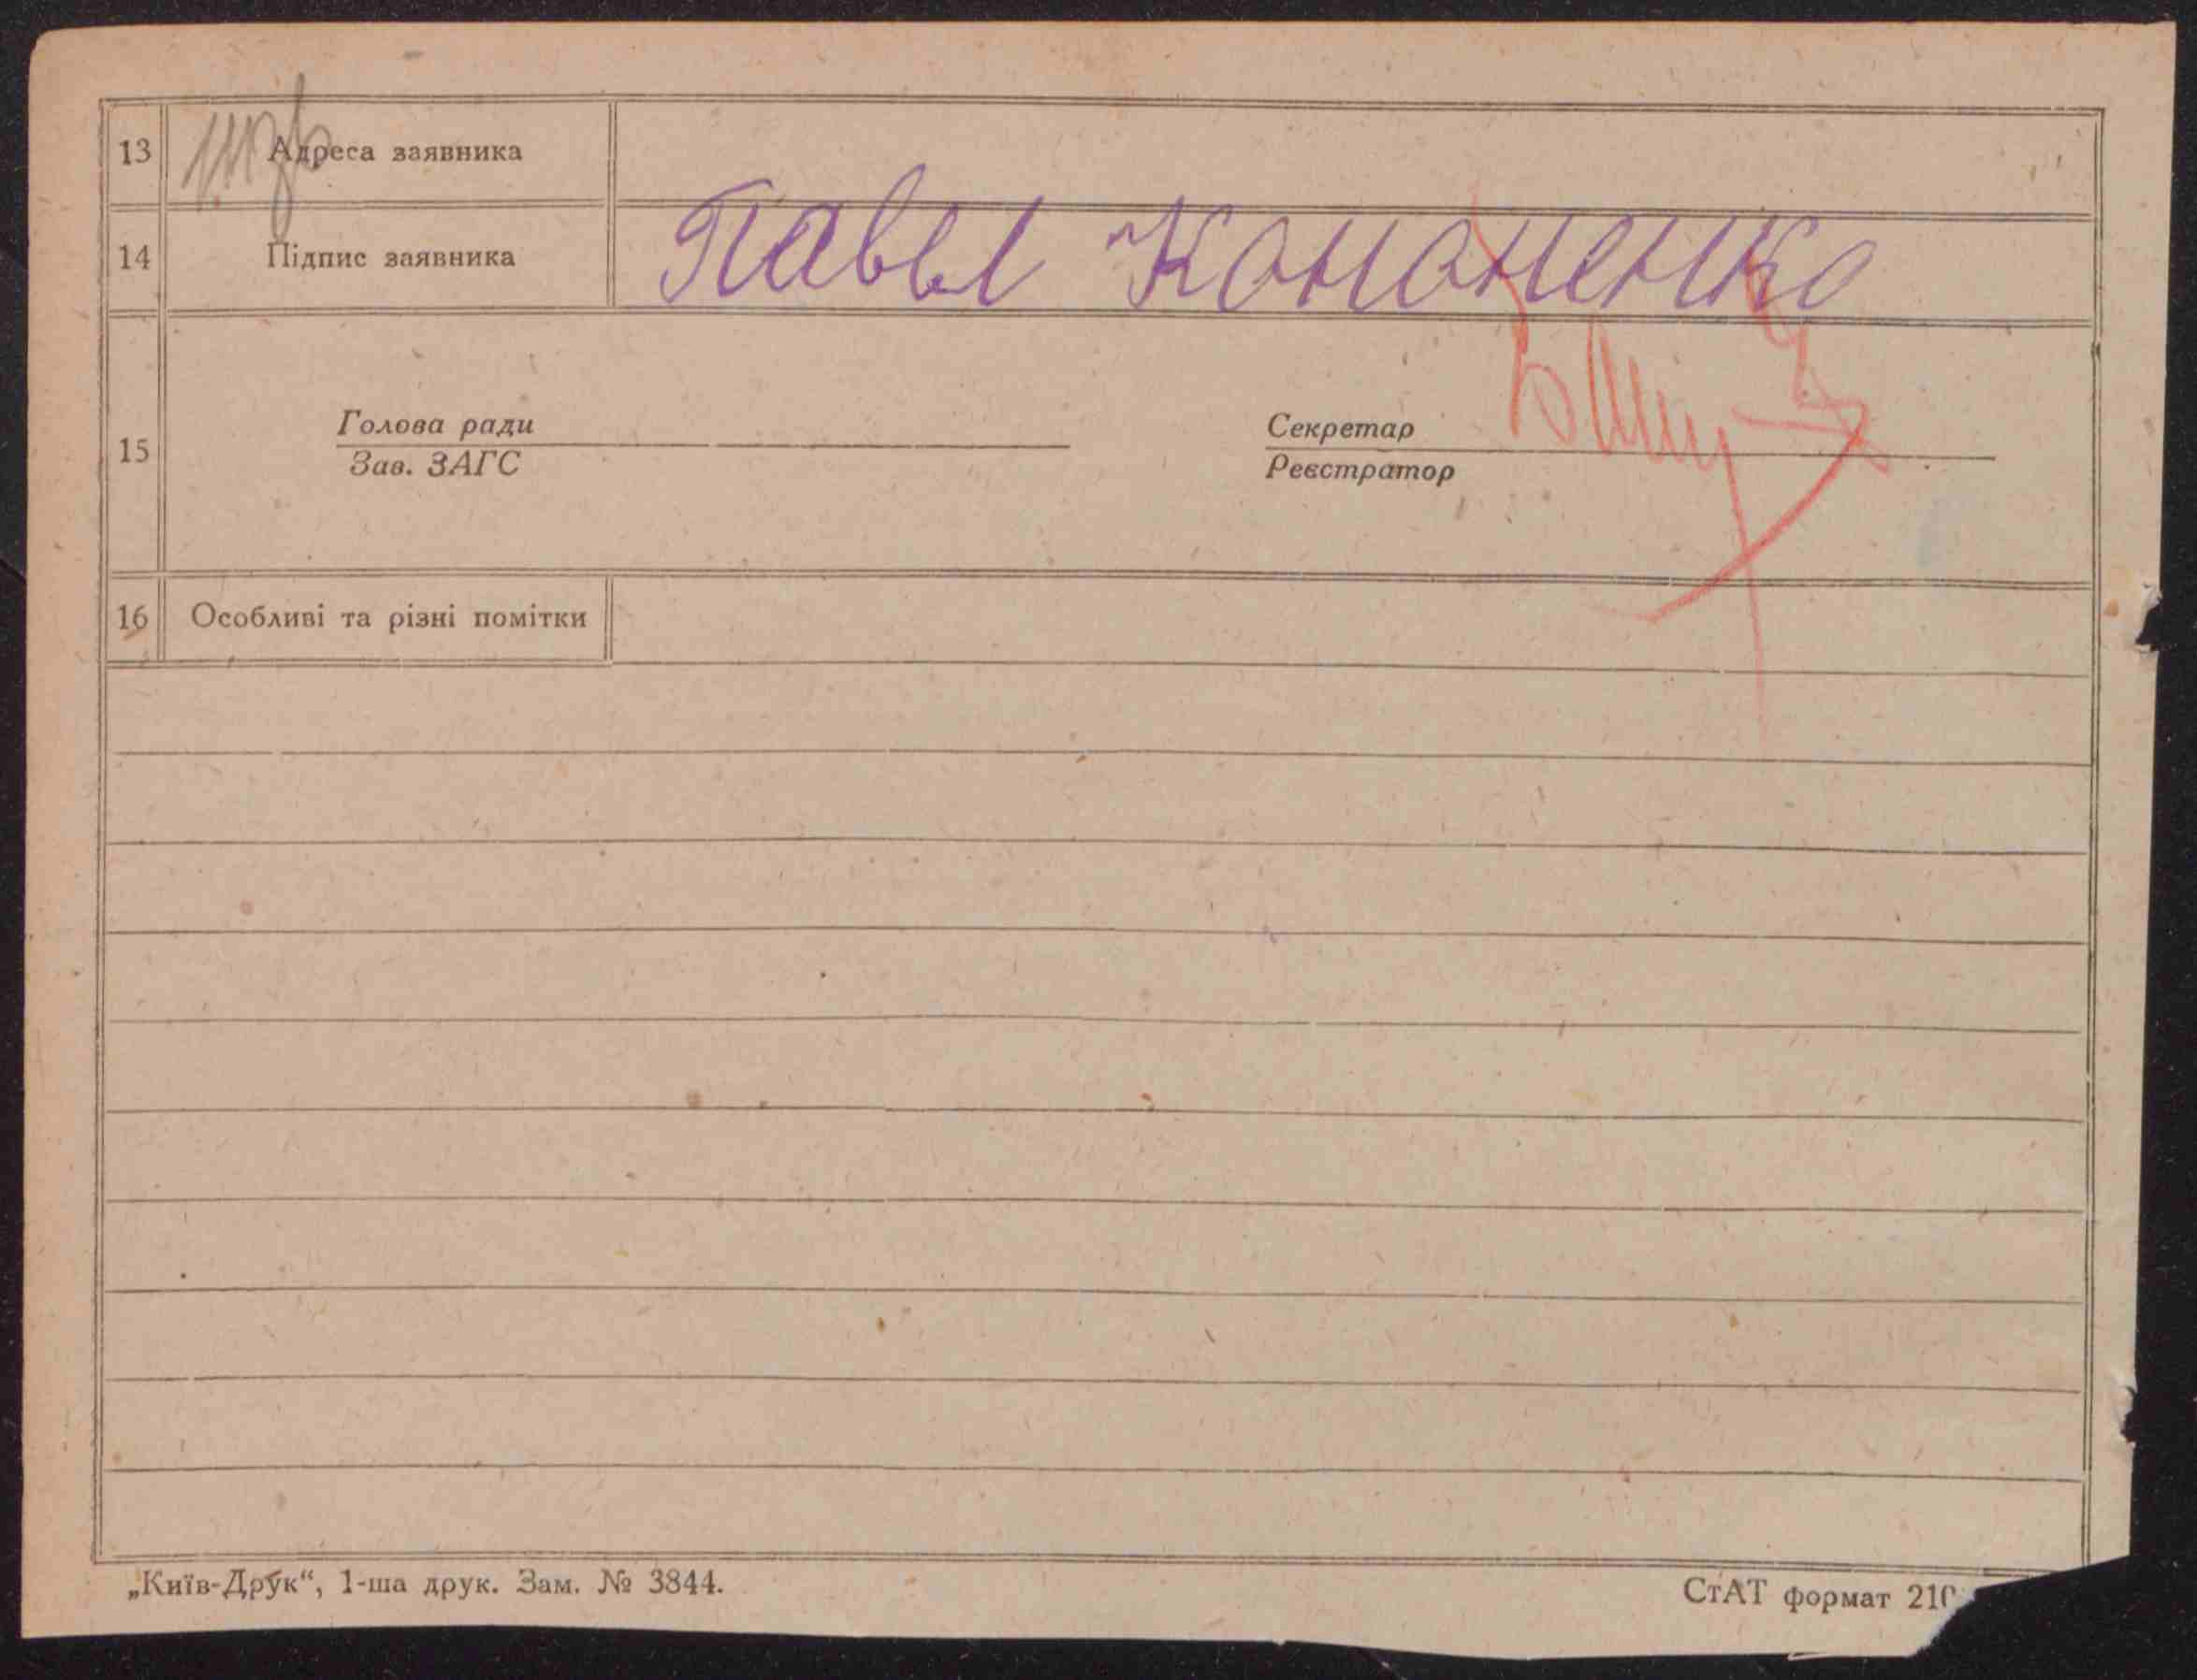 13 Адреса заявника
14 Підпис заявника Павел Кононенко
15
Голова ради
Зав. ЗАГС
Секретар
Реєстратор
16 Особливі та різні помітки
„Київ-Друк“, 1-ша друк. Зам. № 3844.
СтАТ формат 210